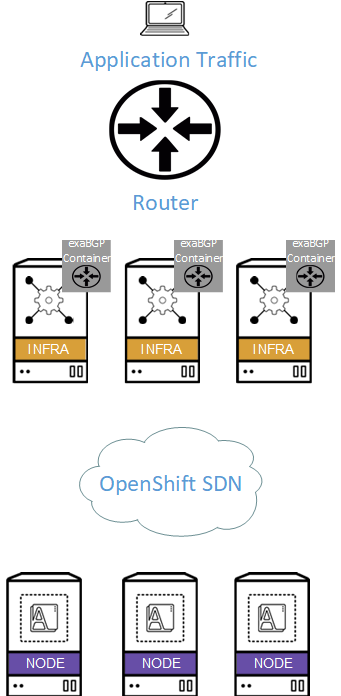 Application Traffic
Router
exaBGP
Container
exaBGP
Container
exaBGP
Container
INFRA
INFRA
INFRA
OpenShift SDN
A
A
A
NODE
NODE
NODE